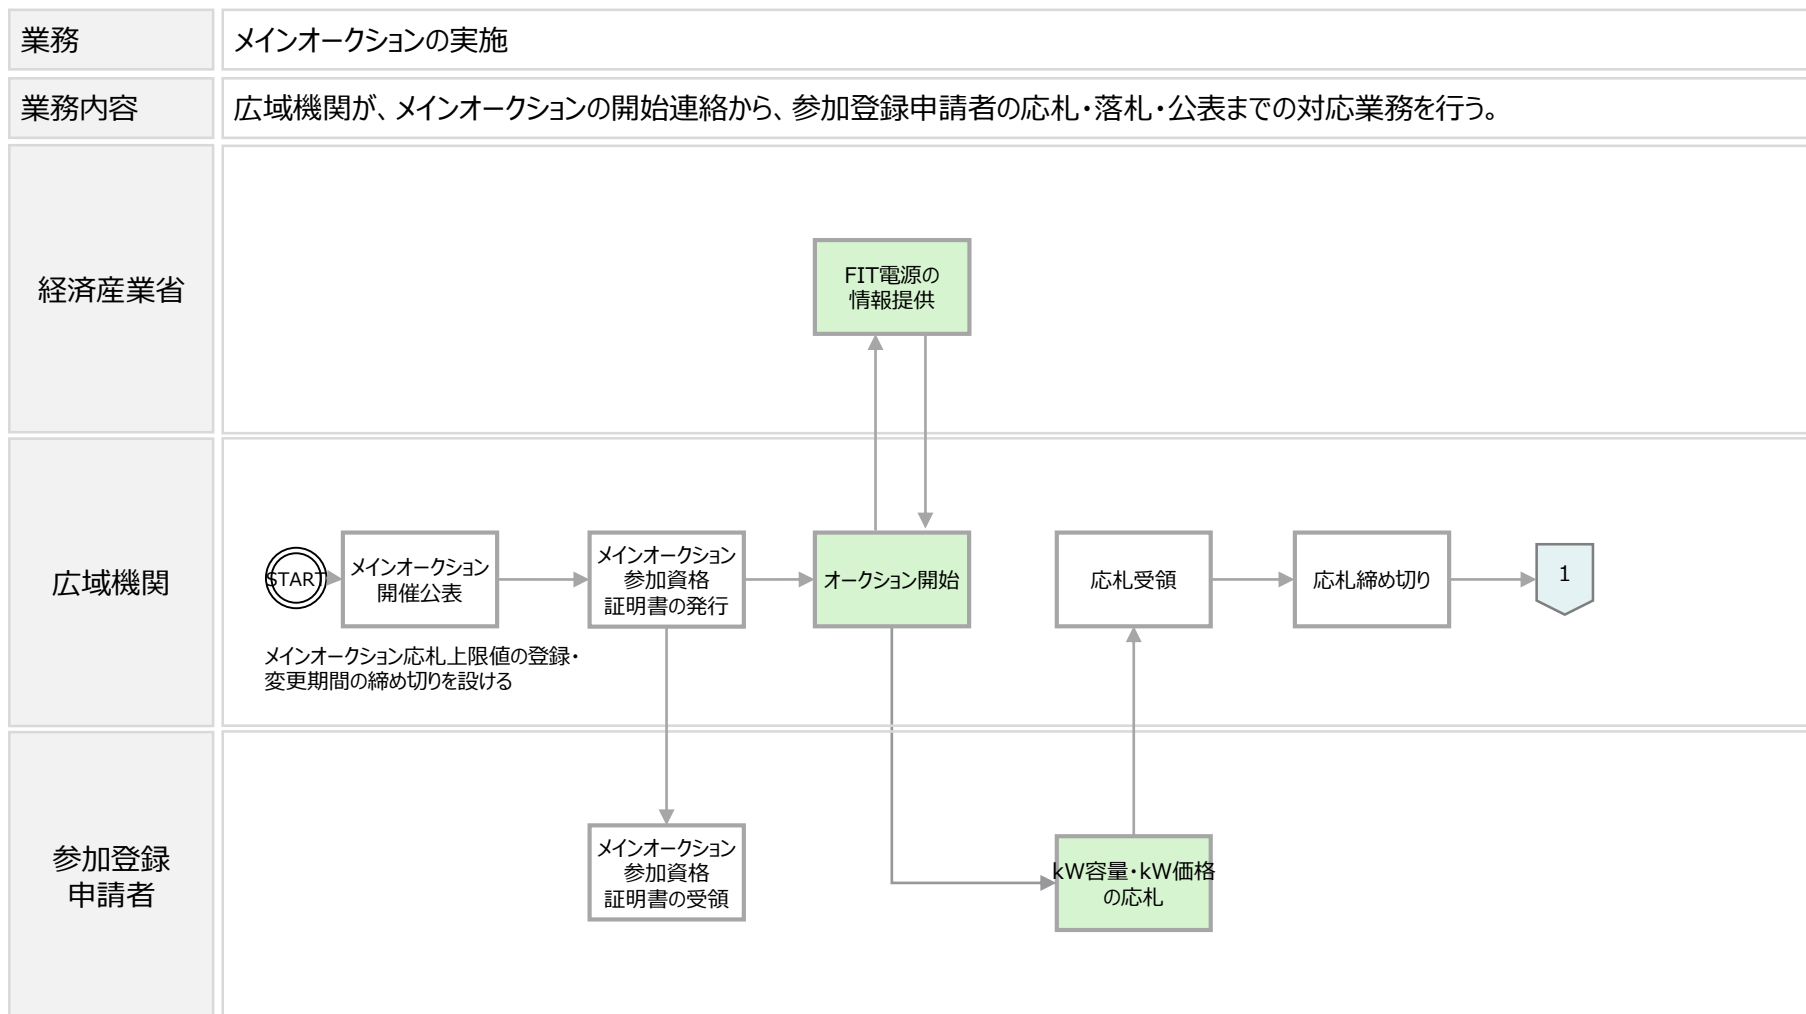 業務
メインオークションの実施
業務内容
広域機関が、メインオークションの開始連絡から、参加登録申請者の応札・落札・公表までの対応業務を行う。
経済産業省
FIT電源の
情報提供
広域機関
START
メインオークション
開催公表
メインオークション
参加資格
証明書の発行
オークション開始
応札受領
応札締め切り
1
メインオークション応札上限値の登録・
変更期間の締め切りを設ける
参加登録
申請者
メインオークション
参加資格
証明書の受領
kW容量・kW価格
の応札